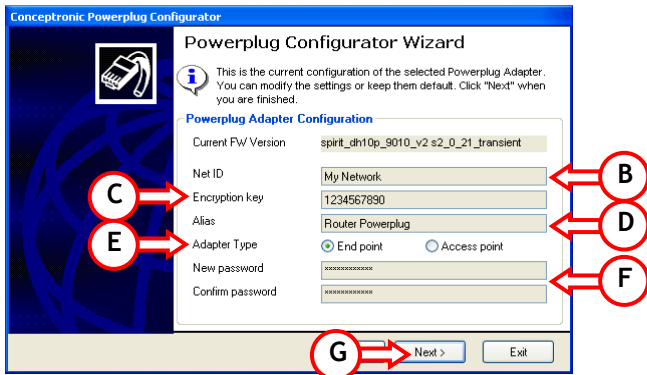 Conceptronic Powerplug Configurator
Powerplug Configurator Wizard
This is the current configuration of the selected Powerplug Adapter.
You can modify the settings or keep them default. Click "Next" when
you are finished.
Powerplug Adapter Configuration
Current FW Version spirit_dh10p_9010_v2 s2_0_21_transient
Net ID My Network B
C Encryption key 1234567890
Alias Router Powerplug D
E Adapter Type End point Access point
New password xxxxxxxxxxxx F
Confirm password xxxxxxxxxxxx
G Next > Exit